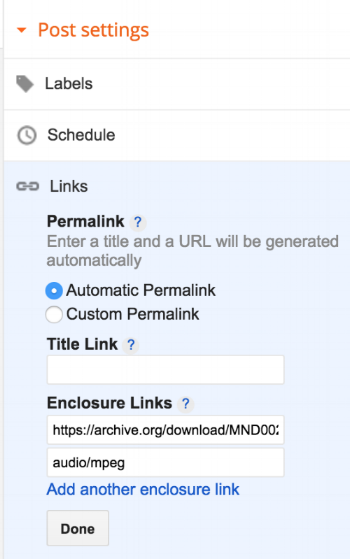 Post settings
Labels
Schedule
Links
Permalink ?
Enter a title and a URL will be generated
automatically
Automatic Permalink
Custom Permalink
Title Link ?
Enclosure Links ?
https://archive.org/download/MND002
audio/mpeg
Add another enclosure link
Done